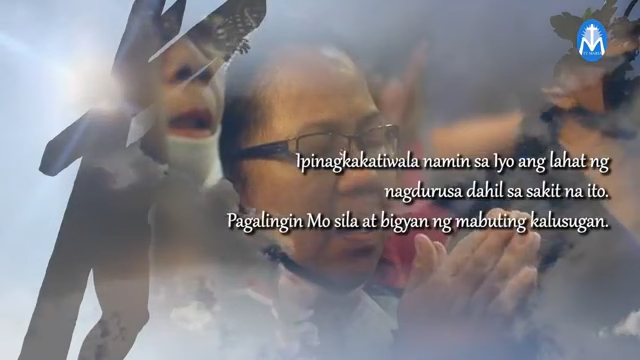 Ipinagkakatiwala namin sa Iyo ang lahat ng
nagdurusa dahil sa sakit na ito.
Pagalingin Mo sila at bigyan ng mabuting kalusugan.